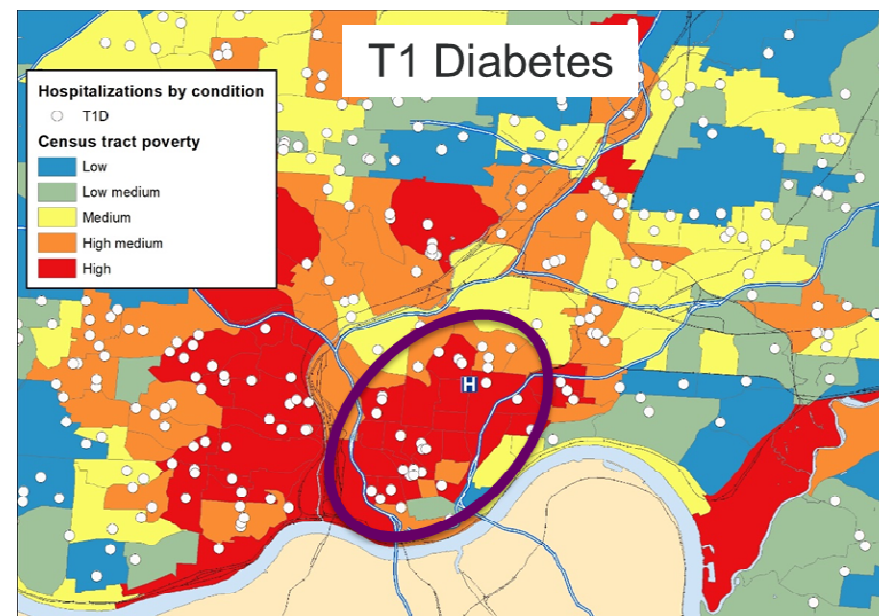 T1 Diabetes
Hospitalizations by condition
T1D
Census tract poverty
Low
Low medium
Medium
High medium
High
H